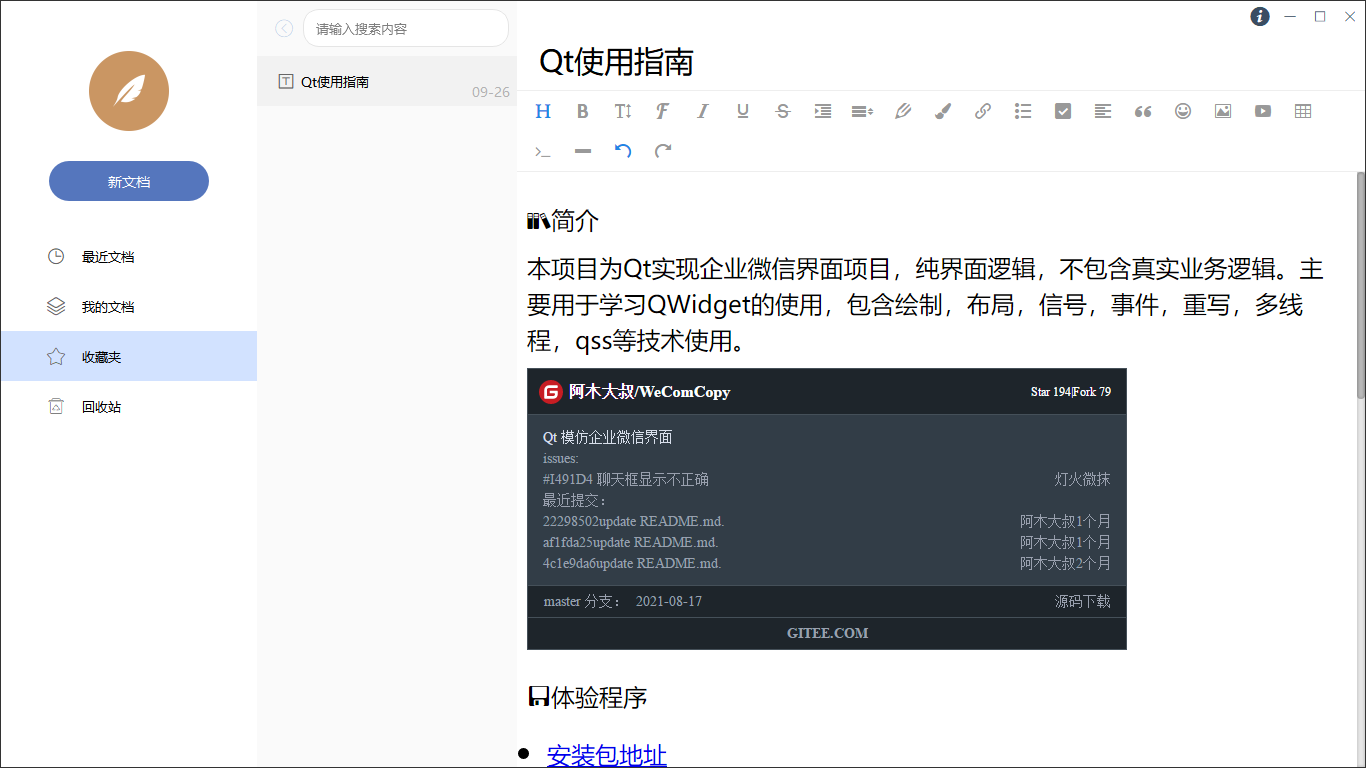 新文档
最近文档
我的文档
收藏夹
回收站
请输入搜索内容
Qt使用指南
09-26
Qt使用指南
简介
本项目为Qt实现企业微信界面项目，纯界面逻辑，不包含真实业务逻辑。主
要用于学习QWidget的使用，包含绘制，布局，信号，事件，重写，多线
程，qss等技术使用。
阿木大叔/WeComCopy Star 194|Fork 79
Qt 模仿企业微信界面
issues:
#I491D4 聊天框显示不正确 灯火微抹
最近提交：
22298502update README.md. 阿木大叔1个月
af1fda25update README.md. 阿木大叔1个月
4c1e9da6update README.md. 阿木大叔2个月
master 分支： 2021-08-17 源码下载
GITEE.COM
体验程序
安装包地址